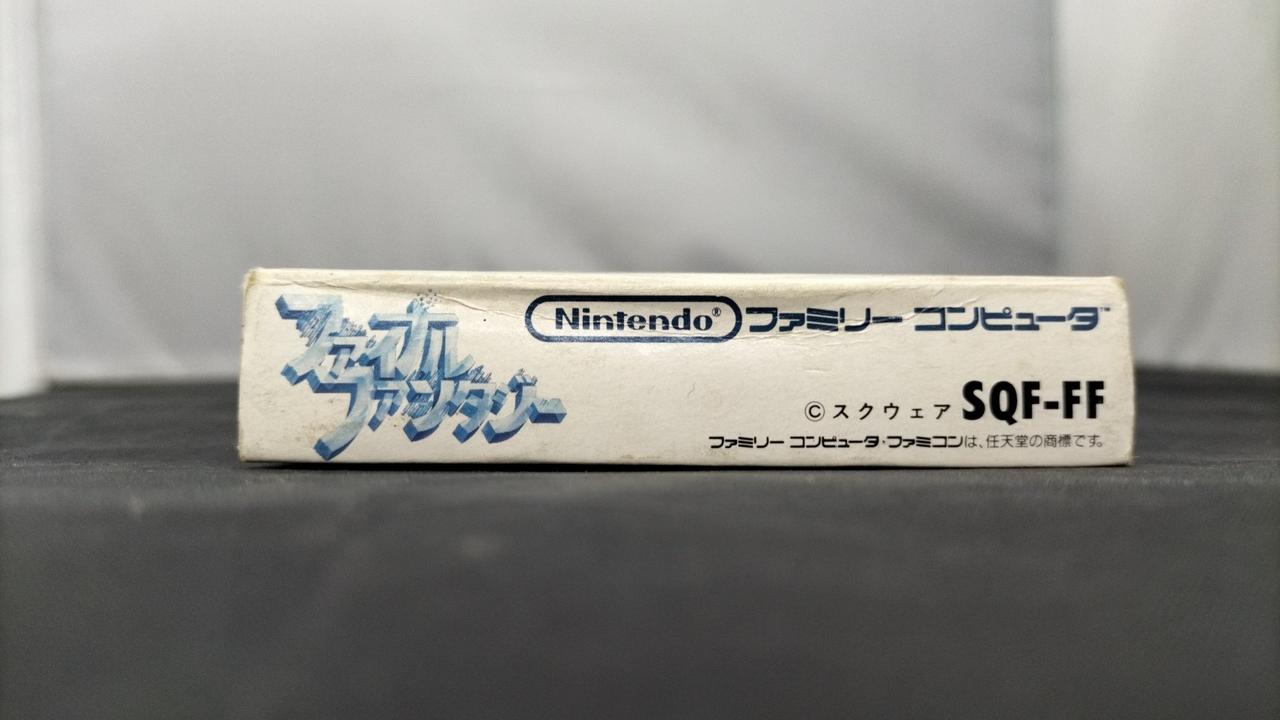 ファイナル
ファンタジー
Nintendo® ファミリー コンピュータ™
©スクウェア SQF-FF
ファミリー コンピュータ・ファミコンは、任天堂の商標です。